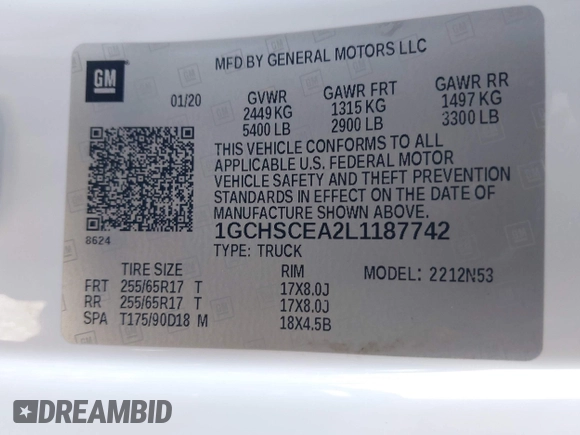 GM
MFD BY GENERAL MOTORS LLC
01/20
GVWR GAWR FRT GAWR RR
2449 KG 1315 KG 1497 KG
5400 LB 2900 LB 3300 LB
THIS VEHICLE CONFORMS TO ALL
APPLICABLE U.S. FEDERAL MOTOR
VEHICLE SAFETY AND THEFT PREVENTION
STANDARDS IN EFFECT ON THE DATE OF
MANUFACTURE SHOWN ABOVE.
8624
1GCHSCEA2L1187742
TYPE: TRUCK
TIRE SIZE RIM MODEL: 2212N53
FRT 255/65R17 T 17X8.0J
RR 255/65R17 T 17X8.0J
SPA T175/90D18 M 18X4.5B
DREAMBID